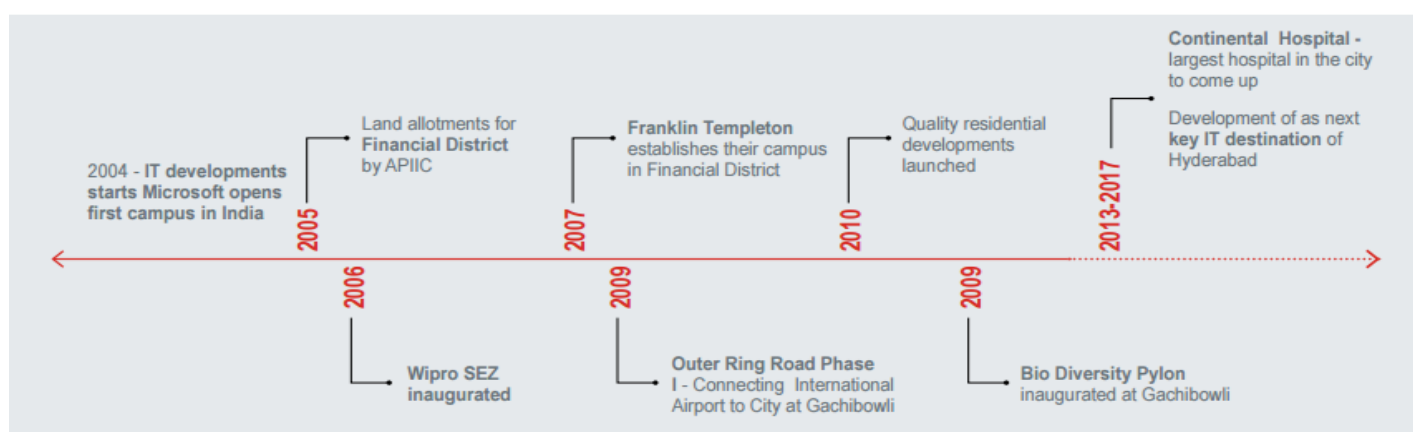 2004 - IT developments
starts Microsoft opens
first campus in India
2005
Land allotments for
Financial District
by APIIC
2006
Wipro SEZ
inaugurated
2007
Franklin Templeton
establishes their campus
in Financial District
2009
Outer Ring Road Phase
I - Connecting International
Airport to City at Gachibowli
2010
Quality residential
developments
launched
2009
Bio Diversity Pylon
inaugurated at Gachibowli
2013-2017
Continental Hospital -
largest hospital in the city
to come up
Development of as next
key IT destination of
Hyderabad